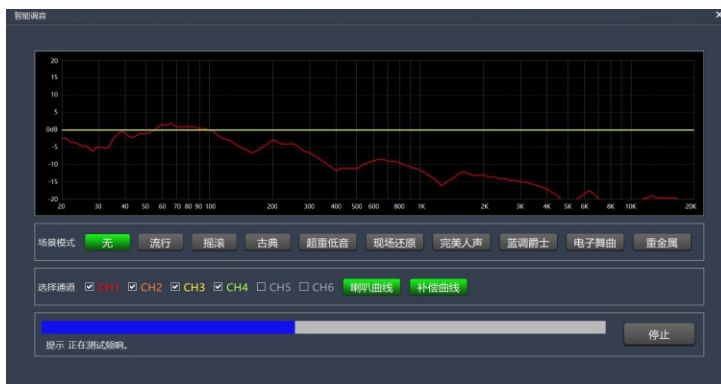 智能调音
20
15
10
5
0dB
-5
-10
-15
-20
20 30 40 50 60 70 80 90 100 200 300 400 500 600 800 1K 2K 3K 4K 5K 6K 8K 10K 20K
场景模式 无 流行 摇滚 古典 超重低音 现场还原 完美人声 蓝调爵士 电子舞曲 重金属
选择通道 CH1 CH2 CH3 CH4 CH5 CH6 喇叭曲线 补偿曲线
提示 正在测试频响。
停止